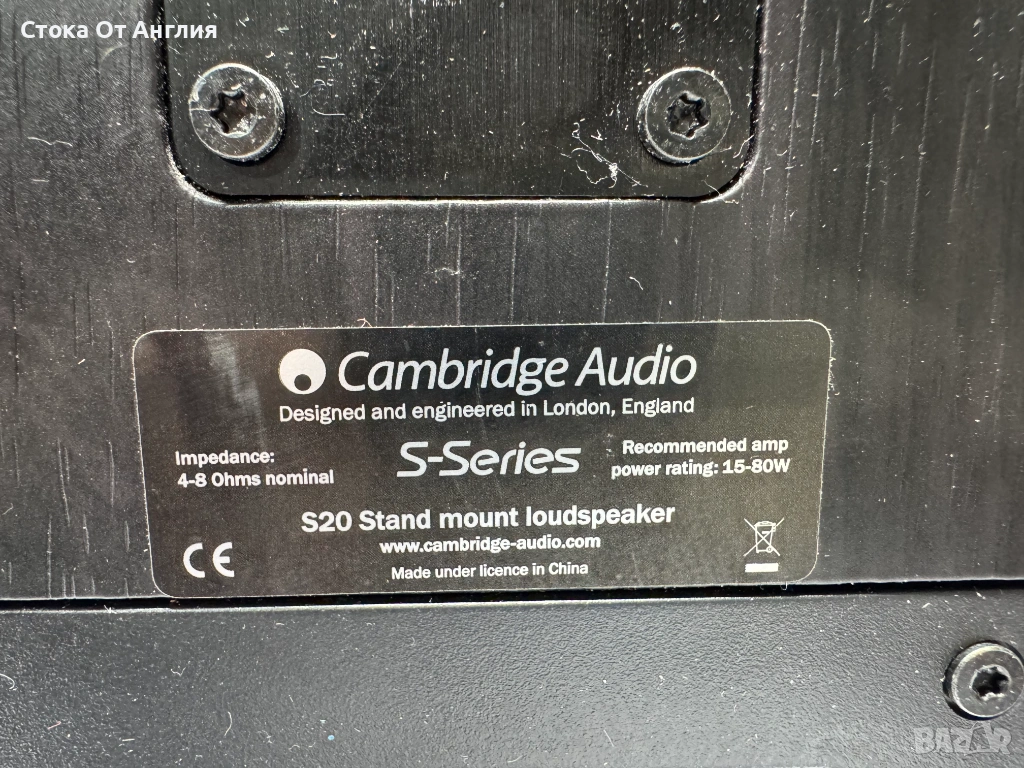 Стока От Англия
Cambridge Audio
Designed and engineered in London, England
Impedance:
4-8 Ohms nominal
S-Series
Recommended amp
power rating: 15-80W
S20 Stand mount loudspeaker
www.cambridge-audio.com
Made under licence in China
CE
BAZAR